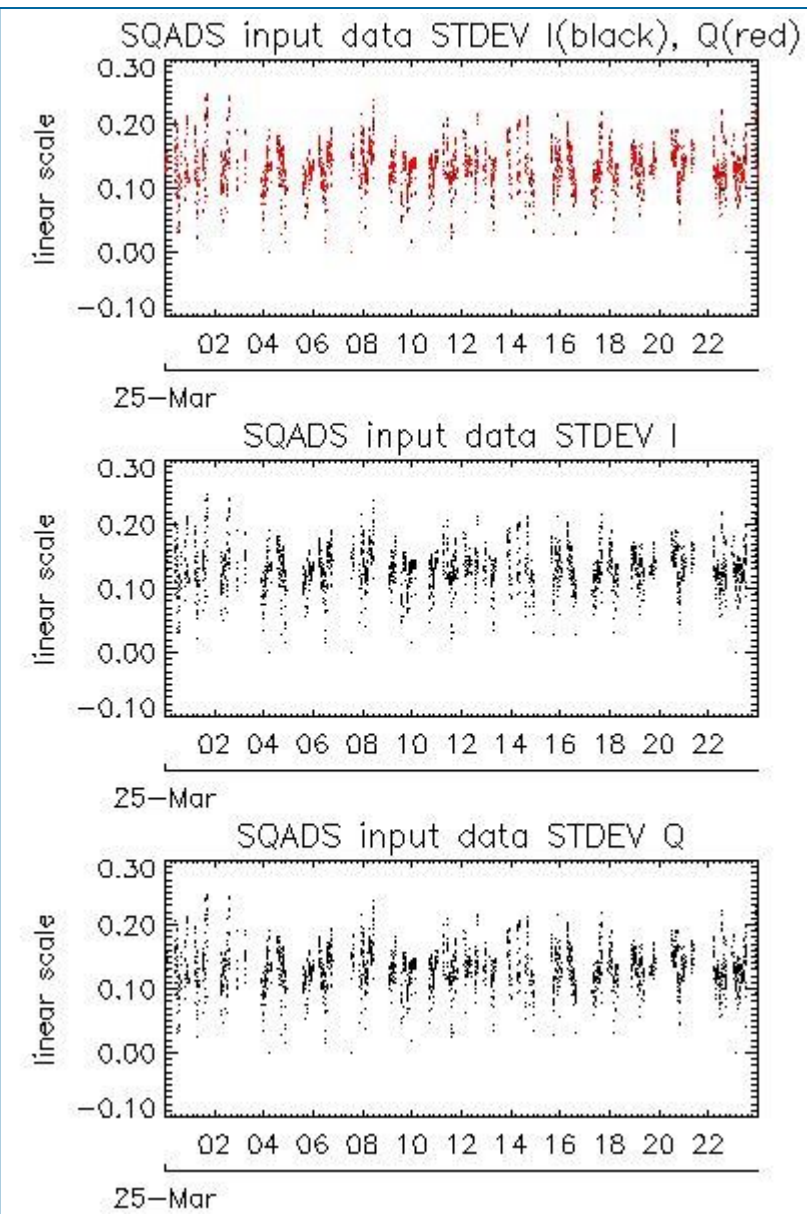 SQADS input data STDEV I(black), Q(red)
0.30
0.20
0.10
0.00
-0.10
linear scale
02 04 06 08 10 12 14 16 18 20 22
25-Mar
SQADS input data STDEV I
0.30
0.20
0.10
0.00
-0.10
linear scale
02 04 06 08 10 12 14 16 18 20 22
25-Mar
SQADS input data STDEV Q
0.30
0.20
0.10
0.00
-0.10
linear scale
02 04 06 08 10 12 14 16 18 20 22
25-Mar